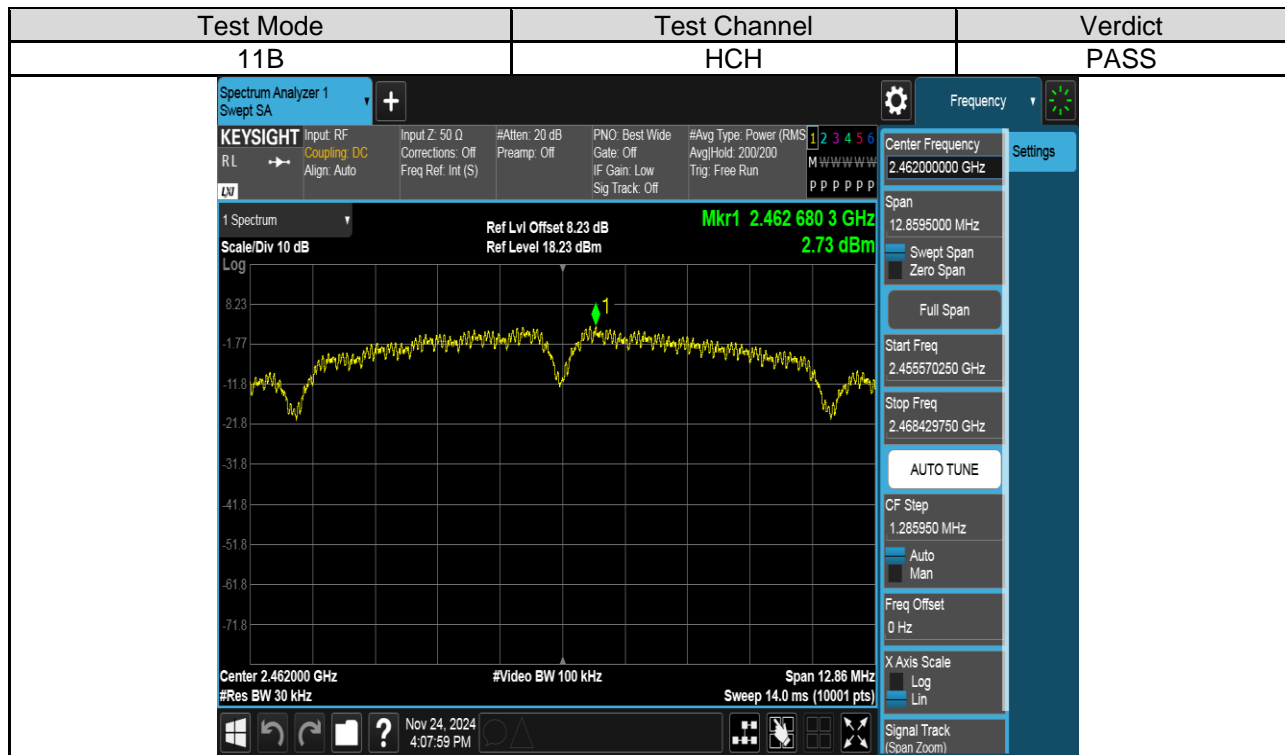 Test Mode Test Channel Verdict
11B HCH PASS
Spectrum Analyzer 1
Swept SA
+
Frequency
KEYSIGHT
RL
LXI
Input: RF
Coupling: DC
Align: Auto
Input Z: 50 Ω
Corrections: Off
Freq Ref: Int (S)
#Atten: 20 dB
Preamp: Off
PNO: Best Wide
Gate: Off
IF Gain: Low
Sig Track: Off
#Avg Type: Power (RMS
Avg|Hold: 200/200
Trig: Free Run
1 2 3 4 5 6
M W W W W W
P P P P P P
1 Spectrum
Scale/Div 10 dB
Log
Ref Lvl Offset 8.23 dB
Ref Level 18.23 dBm
Mkr1 2.462 680 3 GHz
2.73 dBm
1
8.23
-1.77
-11.8
-21.8
-31.8
-41.8
-51.8
-61.8
-71.8
Center 2.462000 GHz
#Res BW 30 kHz
#Video BW 100 kHz
Span 12.86 MHz
Sweep 14.0 ms (10001 pts)
Center Frequency
2.462000000 GHz
Span
12.8595000 MHz
Swept Span
Zero Span
Full Span
Start Freq
2.455570250 GHz
Stop Freq
2.468429750 GHz
AUTO TUNE
CF Step
1.285950 MHz
Auto
Man
Freq Offset
0 Hz
X Axis Scale
Log
Lin
Signal Track
(Span Zoom)
Settings
?
Nov 24, 2024
4:07:59 PM